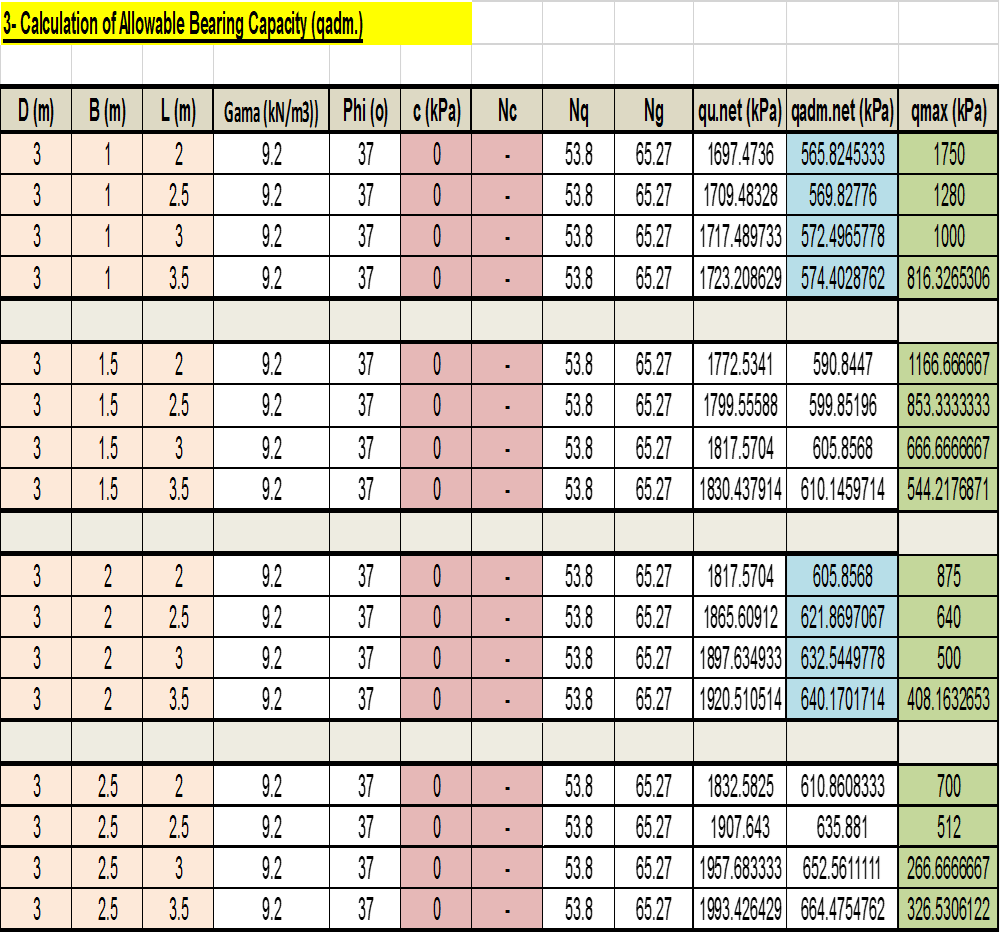 3- Calculation of Allowable Bearing Capacity (qadm.)
D (m) B (m) L (m) Gama (kN/m3)) Phi (o) c (kPa) Nc Nq Ng qu.net (kPa) qadm.net (kPa) qmax (kPa)
3 1 2 9.2 37 0 - 53.8 65.27 1697.4736 565.8245333 1750
3 1 2.5 9.2 37 0 - 53.8 65.27 1709.48328 569.82776 1280
3 1 3 9.2 37 0 - 53.8 65.27 1717.489733 572.4965778 1000
3 1 3.5 9.2 37 0 - 53.8 65.27 1723.208629 574.4028762 816.3265306
3 1.5 2 9.2 37 0 - 53.8 65.27 1772.5341 590.8447 1166.666667
3 1.5 2.5 9.2 37 0 - 53.8 65.27 1799.55588 599.85196 853.3333333
3 1.5 3 9.2 37 0 - 53.8 65.27 1817.5704 605.8568 666.6666667
3 1.5 3.5 9.2 37 0 - 53.8 65.27 1830.437914 610.1459714 544.2176871
3 2 2 9.2 37 0 - 53.8 65.27 1817.5704 605.8568 875
3 2 2.5 9.2 37 0 - 53.8 65.27 1865.60912 621.8697067 640
3 2 3 9.2 37 0 - 53.8 65.27 1897.634933 632.5449778 500
3 2 3.5 9.2 37 0 - 53.8 65.27 1920.510514 640.1701714 408.1632653
3 2.5 2 9.2 37 0 - 53.8 65.27 1832.5825 610.8608333 700
3 2.5 2.5 9.2 37 0 - 53.8 65.27 1907.643 635.881 512
3 2.5 3 9.2 37 0 - 53.8 65.27 1957.683333 652.5611111 266.6666667
3 2.5 3.5 9.2 37 0 - 53.8 65.27 1993.426429 664.4754762 326.5306122